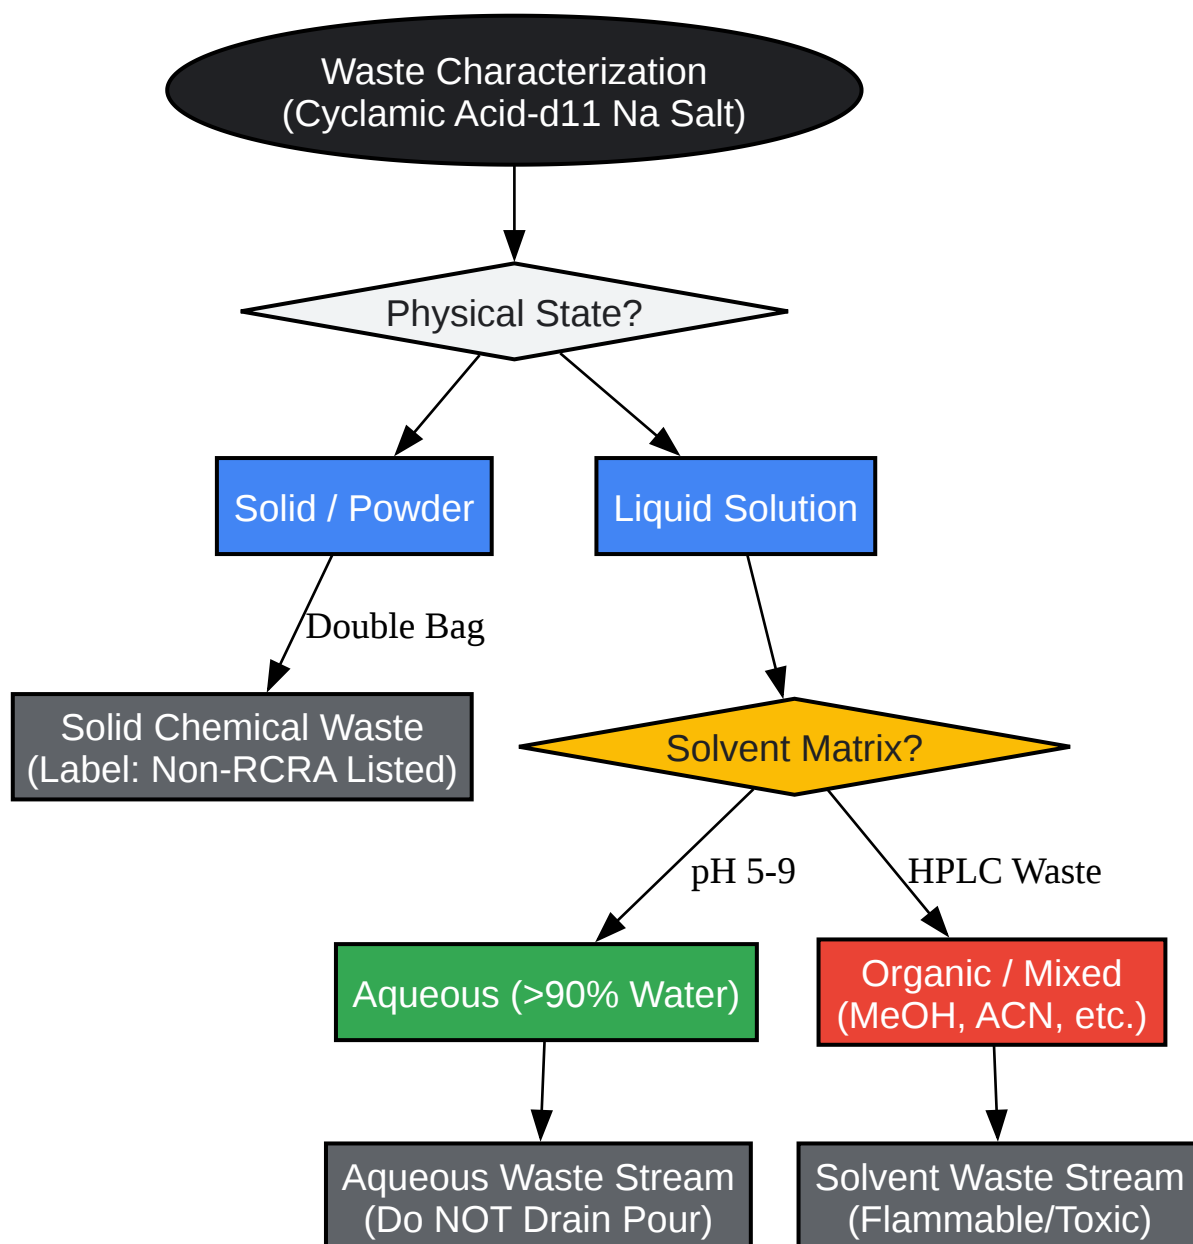 Waste Characterization
(Cyclamic Acid-d11 Na Salt)
Physical State?
Solid / Powder
Liquid Solution
Double Bag
Solid Chemical Waste
(Label: Non-RCRA Listed)
Solvent Matrix?
pH 5-9
HPLC Waste
Aqueous (>90% Water)
Organic / Mixed
(MeOH, ACN, etc.)
Aqueous Waste Stream
(Do NOT Drain Pour)
Solvent Waste Stream
(Flammable/Toxic)